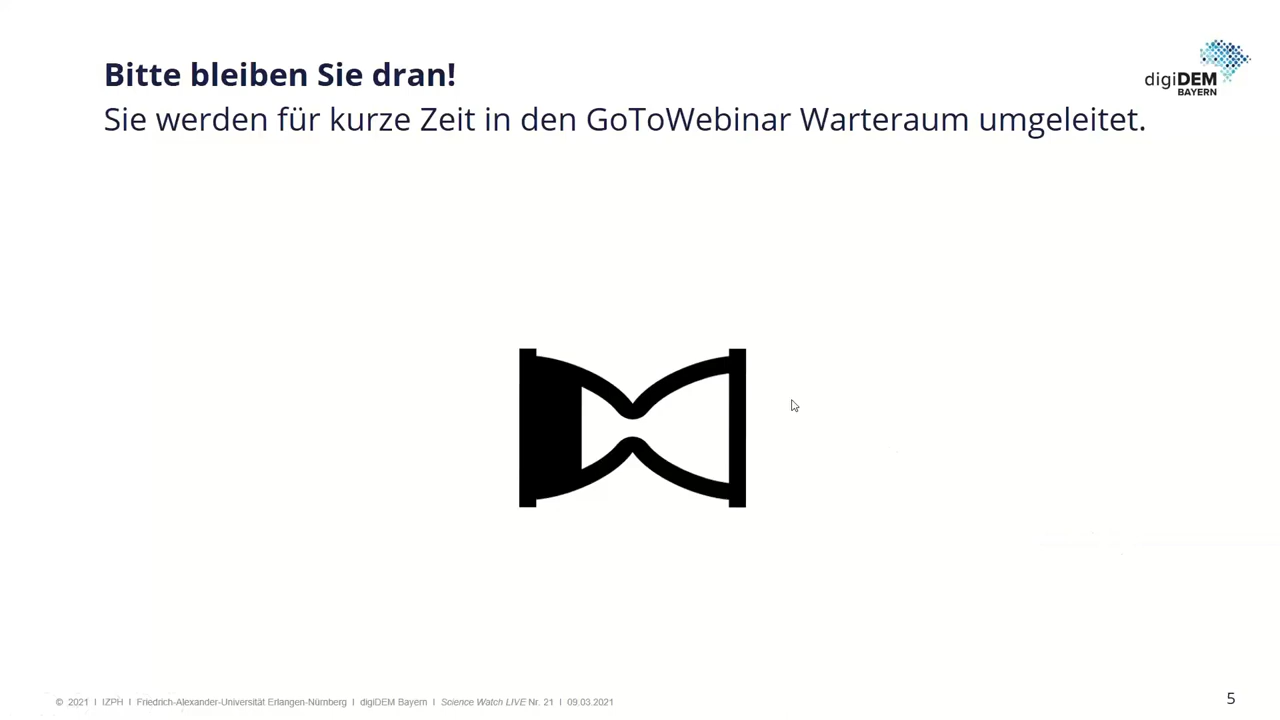 Bitte bleiben Sie dran!
Sie werden für kurze Zeit in den GoToWebinar Warteraum umgeleitet.
digiDEM
BAYERN
© 2021 I IZPH I Friedrich-Alexander-Universität Erlangen-Nürnberg I digiDEM Bayern I Science Watch LIVE Nr. 21 I 09.03.2021
5